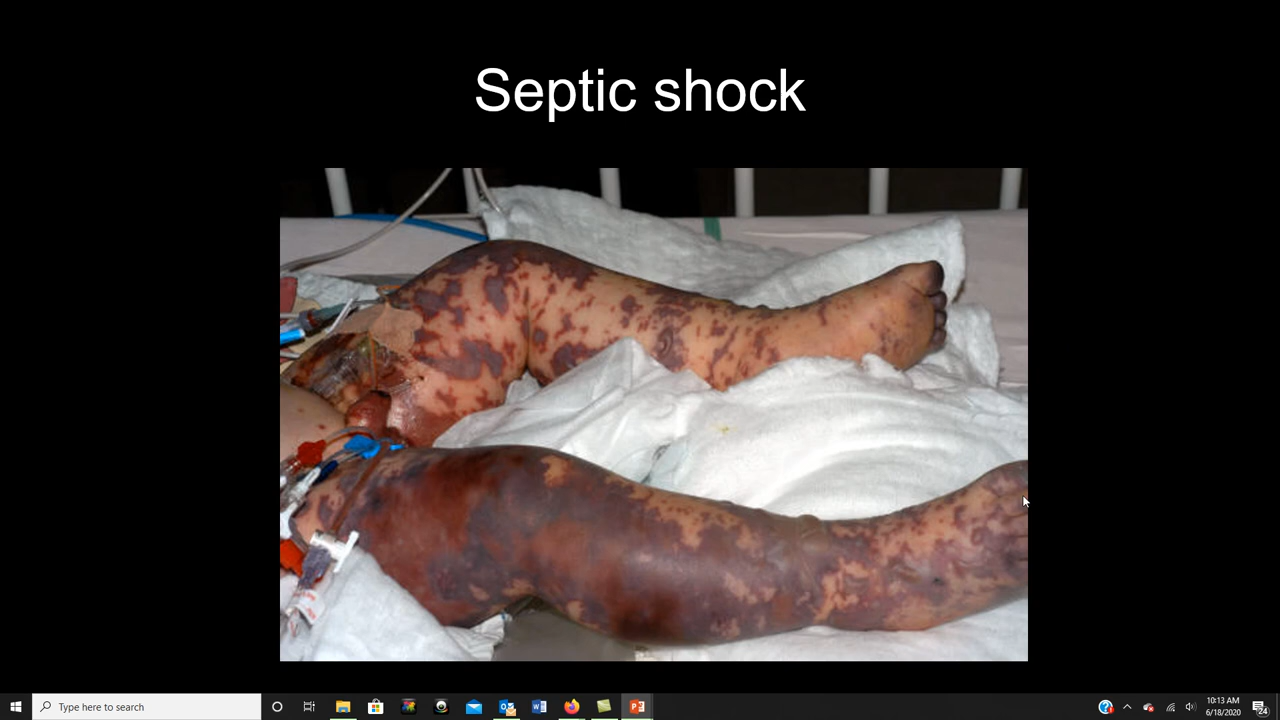 Septic shock
Type here to search
10:13 AM
6/18/2020
24